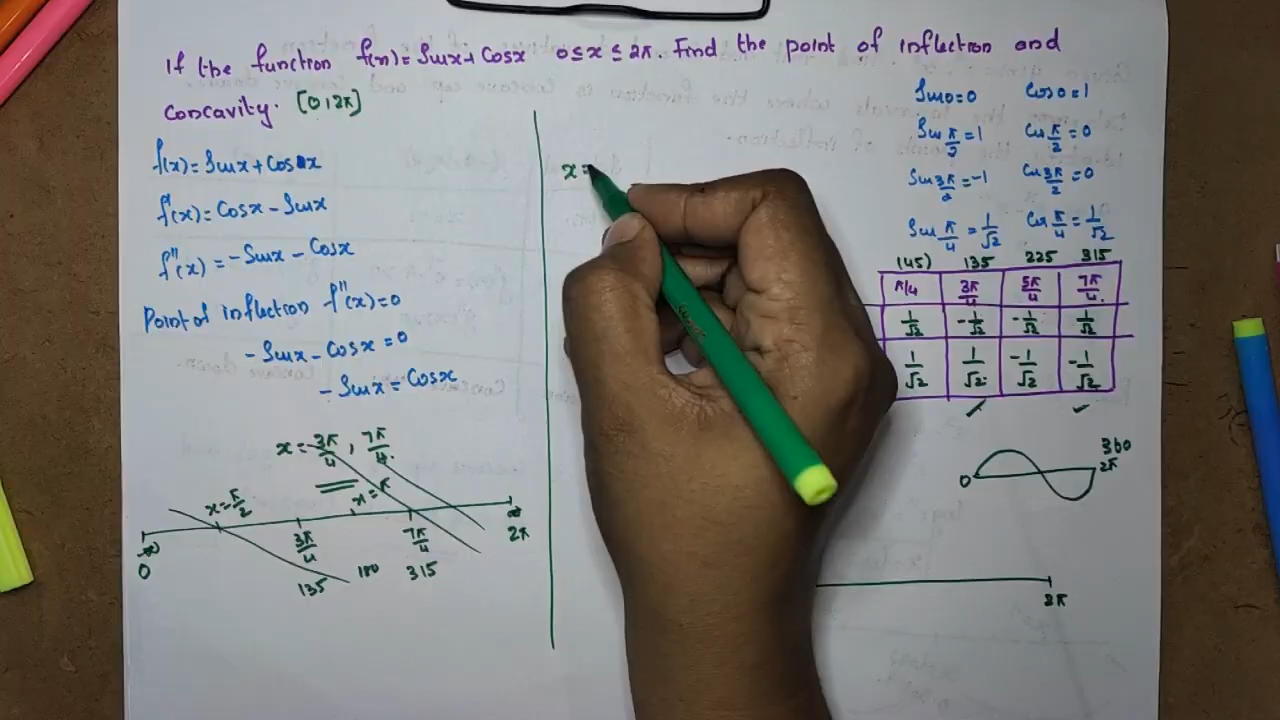 If the function f(x) = Sinx + Cosx 0 ≤ x ≤ 2π. Find the point of inflection and
concavity. [0, 2π]
f(x) = Sinx + Cosx
f'(x) = Cosx - Sinx
f''(x) = -Sinx - Cosx
Point of inflection f''(x) = 0
-Sinx - Cosx = 0
-Sinx = Cosx
x = 3π/4, 7π/4.
x = π/2
x = π
0
3π/4
7π/4
2π
135
180
315
x =
Sin0 = 0 Cos0 = 1
Sin π/2 = 1 Cos π/2 = 0
Sin 3π/2 = -1 Cos 3π/2 = 0
Sin π/4 = 1/√2 Cos π/4 = 1/√2
(45) 135 225 315
π/4 3π/4 5π/4 7π/4
1/√2 -1/√2 -1/√2 1/√2
1/√2 1/√2 -1/√2 -1/√2
0
360
2π
2π